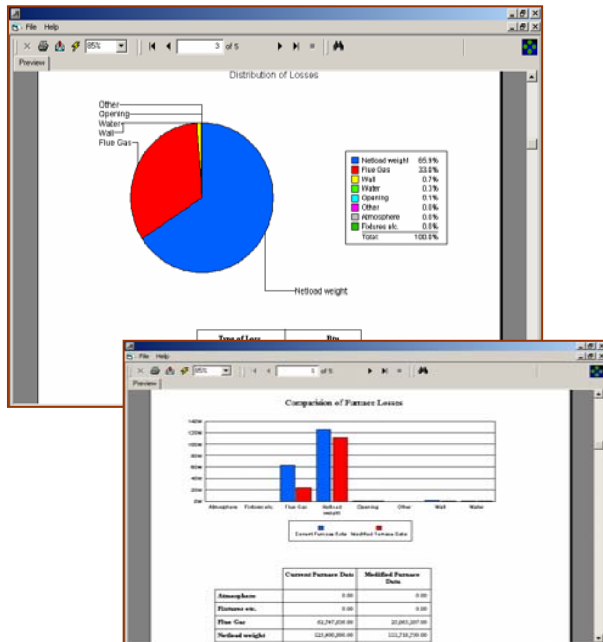 File Help
85%
3 of 5
Preview
Distribution of Losses
Other
Opening
Water
Wall
Flue Gas
Netload weight 65.9%
Flue Gas 33.0%
Wall 0.7%
Water 0.3%
Opening 0.1%
Other 0.0%
Atmosphere 0.0%
Fixtures etc. 0.0%
Total: 100.0%
Netload weight
Type of Loss Btu
File Help
85%
of 5
Preview
Comparision of Furnace Losses
Atmosphere Fixtures etc. Flue Gas Netload weight Opening Other Wall Water
Current Furnace Data Modified Furnace Data
Current Furnace Data Modified Furnace Data
Atmosphere 0.00 0.00
Fixtures etc. 0.00 0.00
Flue Gas
Netload weight